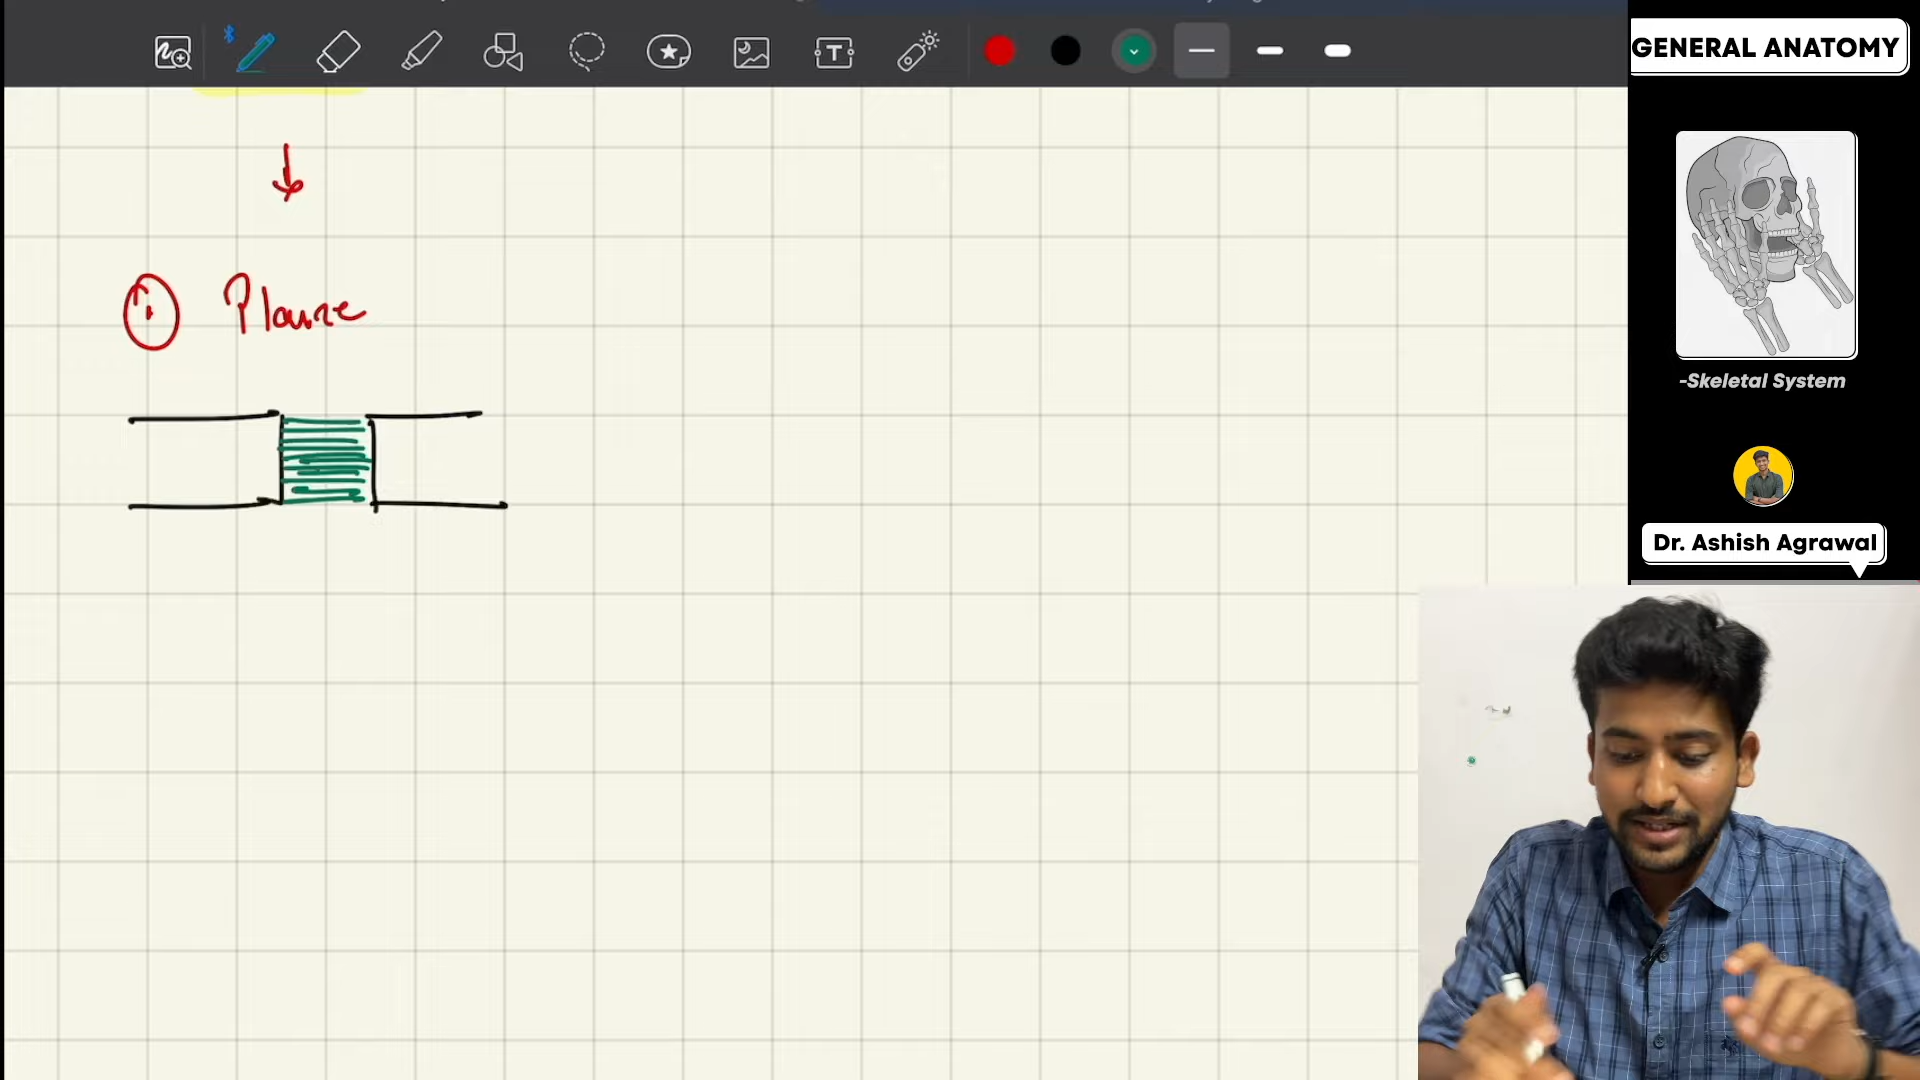 GENERAL ANATOMY
-Skeletal System
Dr. Ashish Agrawal
1
Plane
T